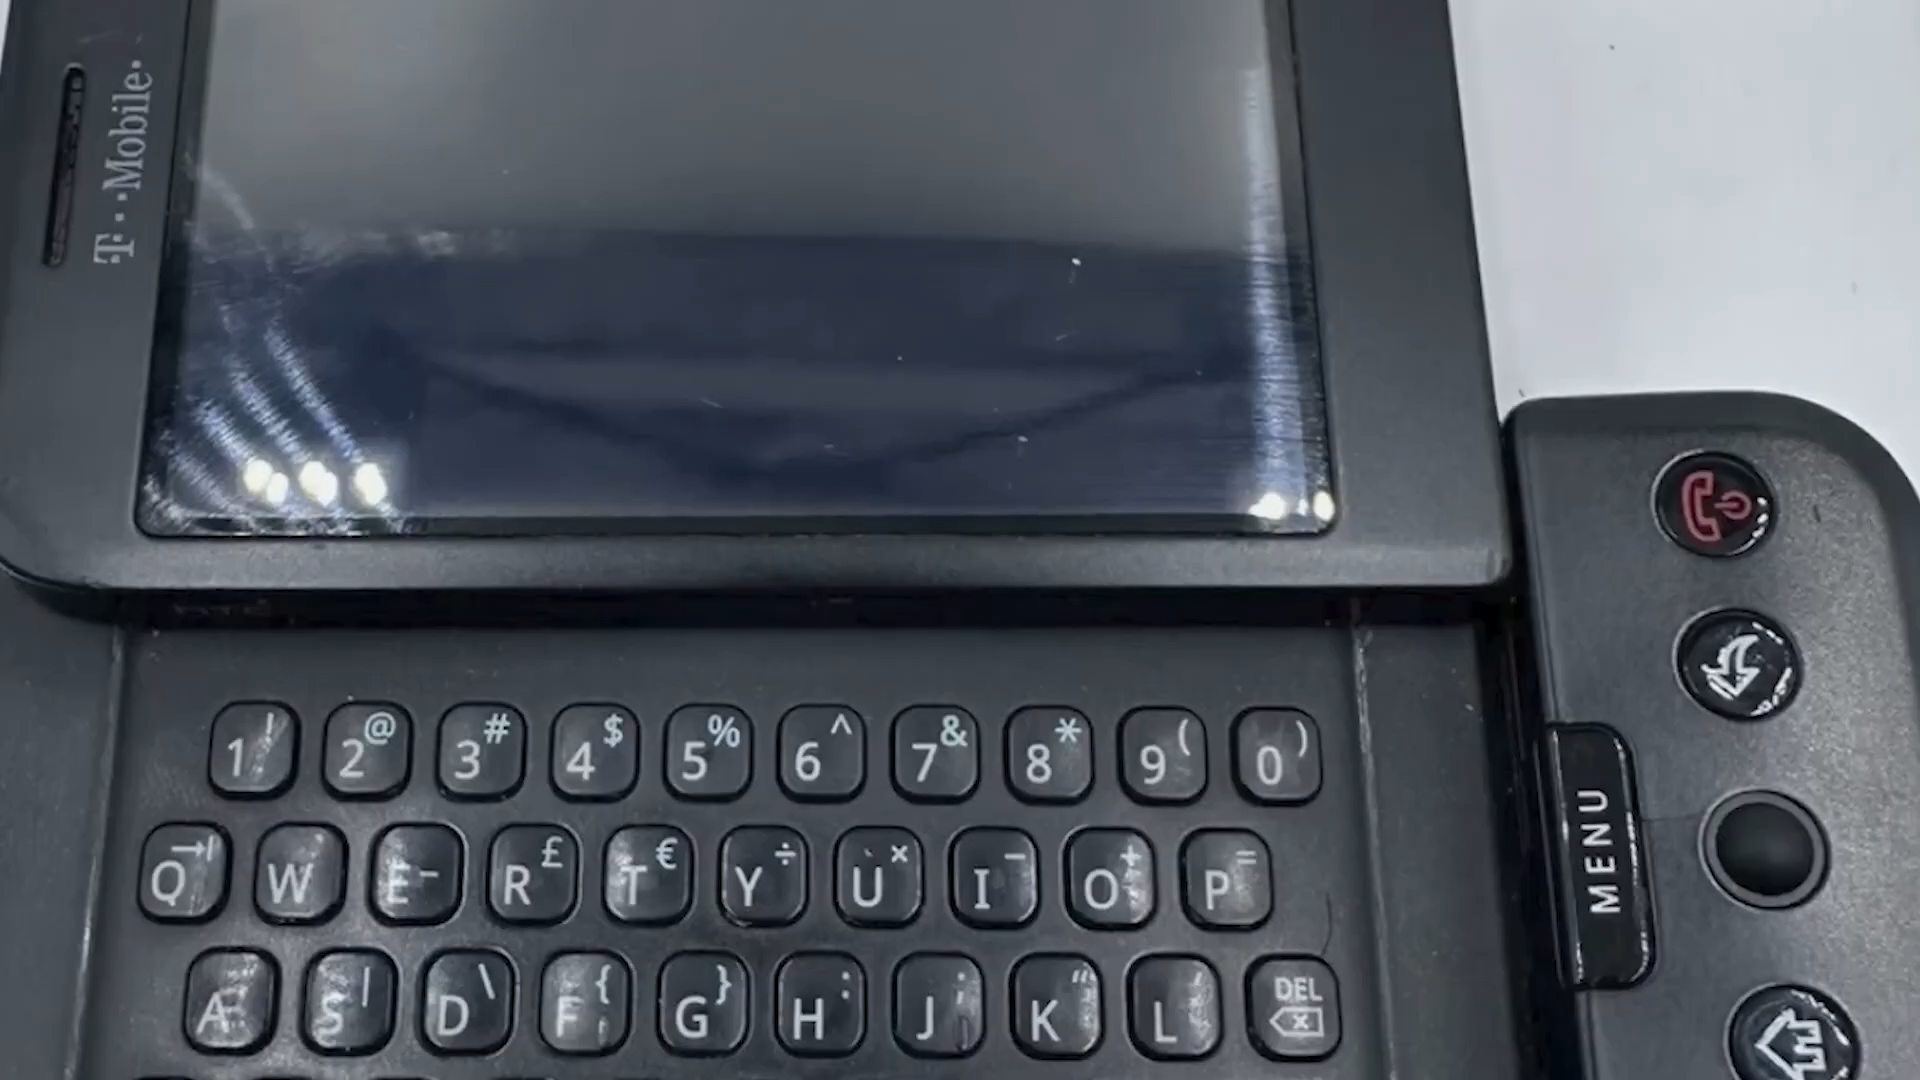 T··Mobile·
1 ! 2 @ 3 # 4 $ 5 % 6 ^ 7 & 8 * 9 ( 0 )
Q W E R £ T € Y ÷ U × I − O + P =
A S | D \ F { G } H : J ; K " L ' DEL
MENU